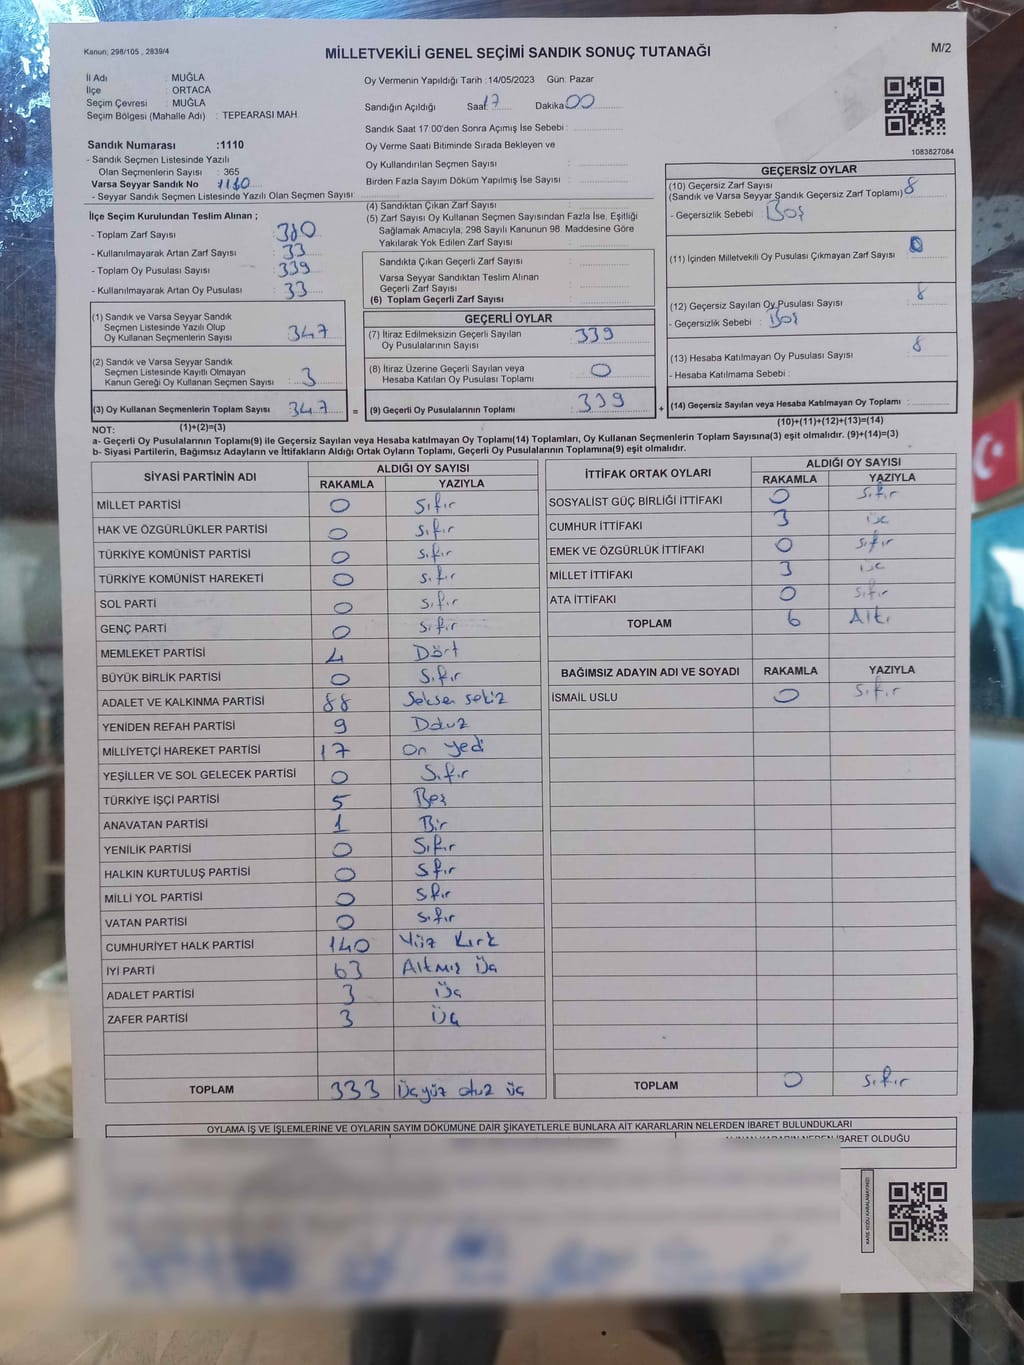 Kanun; 298/105 , 2839/4
MİLLETVEKİLİ GENEL SEÇİMİ SANDIK SONUÇ TUTANAĞI
M/2
İl Adı : MUĞLA
İlçe : ORTACA
Seçim Çevresi : MUĞLA
Seçim Bölgesi (Mahalle Adı) : TEPEARASI MAH.
Oy Vermenin Yapıldığı Tarih :14/05/2023 Gün: Pazar
Sandığın Açıldığı Saat 17 Dakika 00
Sandık Saat 17.00'den Sonra Açımış İse Sebebi :
Oy Verme Saati Bitiminde Sırada Bekleyen ve
Oy Kullandırılan Seçmen Sayısı :
Birden Fazla Sayım Döküm Yapılmış İse Sayısı :
1083827084
Sandık Numarası :1110
- Sandık Seçmen Listesinde Yazılı
Olan Seçmenlerin Sayısı : 365
Varsa Seyyar Sandık No
- Seyyar Sandık Seçmen Listesinde Yazılı Olan Seçmen Sayısı :
İlçe Seçim Kurulundan Teslim Alınan ;
- Toplam Zarf Sayısı : 380
- Kullanılmayarak Artan Zarf Sayısı : 33
- Toplam Oy Pusulası Sayısı : 339
- Kullanılmayarak Artan Oy Pusulası : 33
(1) Sandık ve Varsa Seyyar Sandık
Seçmen Listesinde Yazılı Olup
Oy Kullanan Seçmenlerin Sayısı : 347
(2) Sandık ve Varsa Seyyar Sandık
Seçmen Listesinde Kayıtlı Olmayan
Kanun Gereği Oy Kullanan Seçmen Sayısı : 3
(3) Oy Kullanan Seçmenlerin Toplam Sayısı : 347
(4) Sandıktan Çıkan Zarf Sayısı :
(5) Zarf Sayısı Oy Kullanan Seçmen Sayısından Fazla İse, Eşitliği
Sağlamak Amacıyla, 298 Sayılı Kanunun 98. Maddesine Göre
Yakılarak Yok Edilen Zarf Sayısı :
Sandıkta Çıkan Geçerli Zarf Sayısı :
Varsa Seyyar Sandıktan Teslim Alınan
Geçerli Zarf Sayısı :
(6) Toplam Geçerli Zarf Sayısı :
GEÇERLİ OYLAR
(7) İtiraz Edilmeksizin Geçerli Sayılan
Oy Pusulalarının Sayısı : 339
(8) İtiraz Üzerine Geçerli Sayılan veya
Hesaba Katılan Oy Pusulası Toplamı : 0
= (9) Geçerli Oy Pusulalarının Toplamı : 339 +
GEÇERSİZ OYLAR
(10) Geçersiz Zarf Sayısı
(Sandık ve Varsa Seyyar Sandık Geçersiz Zarf Toplamı) 8
- Geçersizlik Sebebi : Boş
(11) İçinden Milletvekili Oy Pusulası Çıkmayan Zarf Sayısı : 0
(12) Geçersiz Sayılan Oy Pusulası Sayısı : 8
- Geçersizlik Sebebi : Boş
(13) Hesaba Katılmayan Oy Pusulası Sayısı : 8
- Hesaba Katılmama Sebebi :
(14) Geçersiz Sayılan veya Hesaba Katılmayan Oy Toplamı :
NOT: (1)+(2)=(3)
(10)+(11)+(12)+(13)=(14)
a- Geçerli Oy Pusulalarının Toplamı(9) ile Geçersiz Sayılan veya Hesaba katılmayan Oy Toplamı(14) Toplamları, Oy Kullanan Seçmenlerin Toplam Sayısına(3) eşit olmalıdır. (9)+(14)=(3)
b- Siyasi Partilerin, Bağımsız Adayların ve İttifakların Aldığı Ortak Oyların Toplamı, Geçerli Oy Pusulalarının Toplamına(9) eşit olmalıdır.
SİYASİ PARTİNİN ADI ALDIĞI OY SAYISI
RAKAMLA YAZIYLA
MİLLET PARTİSİ 0 Sıfır
HAK VE ÖZGÜRLÜKLER PARTİSİ 0 Sıfır
TÜRKİYE KOMÜNİST PARTİSİ 0 Sıfır
TÜRKİYE KOMÜNİST HAREKETİ 0 Sıfır
SOL PARTİ 0 Sıfır
GENÇ PARTİ 0 Sıfır
MEMLEKET PARTİSİ 4 Dört
BÜYÜK BİRLİK PARTİSİ 0 Sıfır
ADALET VE KALKINMA PARTİSİ 88 Seksen sekiz
YENİDEN REFAH PARTİSİ 9 Dokuz
MİLLİYETÇİ HAREKET PARTİSİ 17 On yedi
YEŞİLLER VE SOL GELECEK PARTİSİ 0 Sıfır
TÜRKİYE İŞÇİ PARTİSİ 5 Beş
ANAVATAN PARTİSİ 1 Bir
YENİLİK PARTİSİ 0 Sıfır
HALKIN KURTULUŞ PARTİSİ 0 Sıfır
MİLLİ YOL PARTİSİ 0 Sıfır
VATAN PARTİSİ 0 Sıfır
CUMHURİYET HALK PARTİSİ 140 Yüz Kırk
İYİ PARTİ 63 Altmış Üç
ADALET PARTİSİ 3 Üç
ZAFER PARTİSİ 3 Üç
TOPLAM 333 Üçyüz otuz üç
İTTİFAK ORTAK OYLARI ALDIĞI OY SAYISI
RAKAMLA YAZIYLA
SOSYALİST GÜÇ BİRLİĞİ İTTİFAKI 0 Sıfır
CUMHUR İTTİFAKI 3 üç
EMEK VE ÖZGÜRLÜK İTTİFAKI 0 Sıfır
MİLLET İTTİFAKI 3 üç
ATA İTTİFAKI 0 Sıfır
TOPLAM 6 Altı
BAĞIMSIZ ADAYIN ADI VE SOYADI RAKAMLA YAZIYLA
İSMAİL USLU 0 Sıfır
TOPLAM 0 Sıfır
OYLAMA İŞ VE İŞLEMLERİNE VE OYLARIN SAYIM DÖKÜMÜNE DAİR ŞİKAYETLERLE BUNLARA AİT KARARLARIN NELERDEN İBARET BULUNDUKLARI
İBARET OLDUĞU